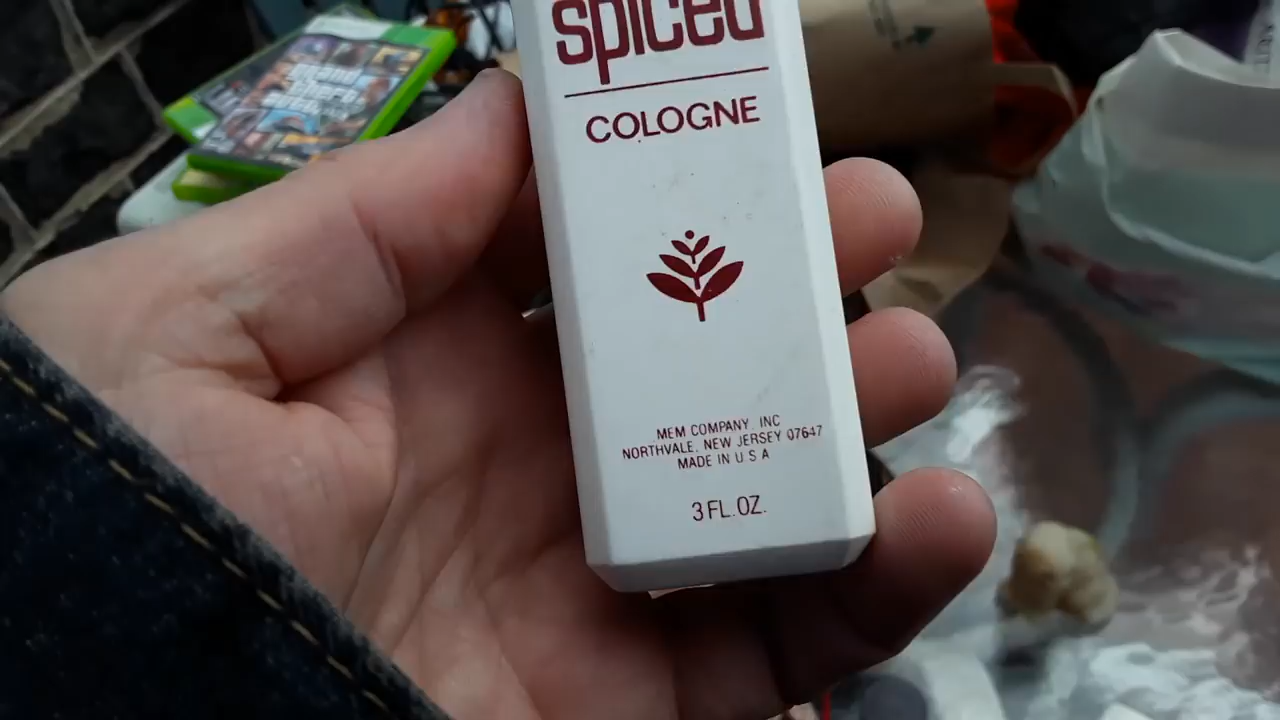 spiced
COLOGNE
MEM COMPANY INC
NORTHVALE, NEW JERSEY 07647
MADE IN U S A
3 FL. OZ.